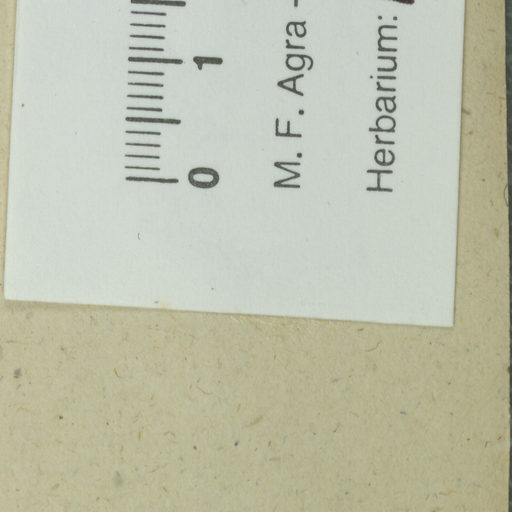 0 1
M. F. Agra -
Herbarium: